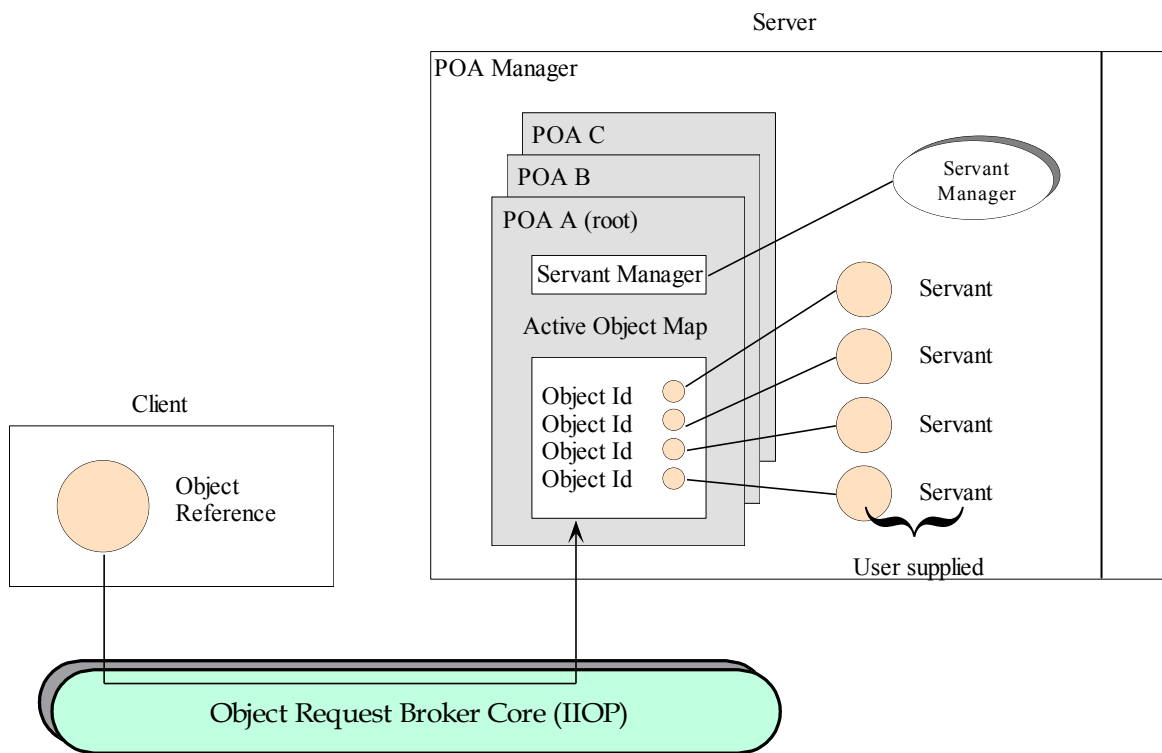 Server
POA Manager
POA C
POA B
POA A (root)
Servant Manager
Active Object Map
Object Id
Object Id
Object Id
Object Id
Servant
Manager
Servant
Servant
Servant
Servant
User supplied
Client
Object
Reference
Object Request Broker Core (IIOP)